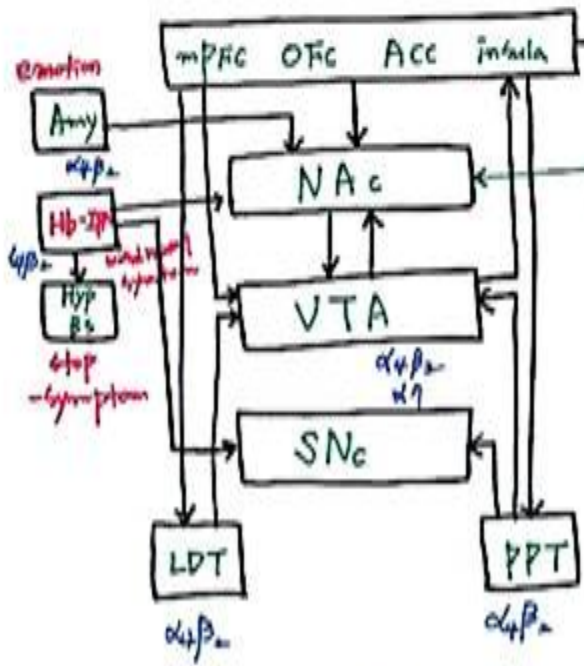 mPFC OFC ACC insula
emotion
Amy
α4β2
NAc
Hb-IP
α4β2
withdrawal
symptom
Hyp
VTA
stop
-symptom
α4β2
α7
SNc
LDT
PPT
α4β2
α4β2